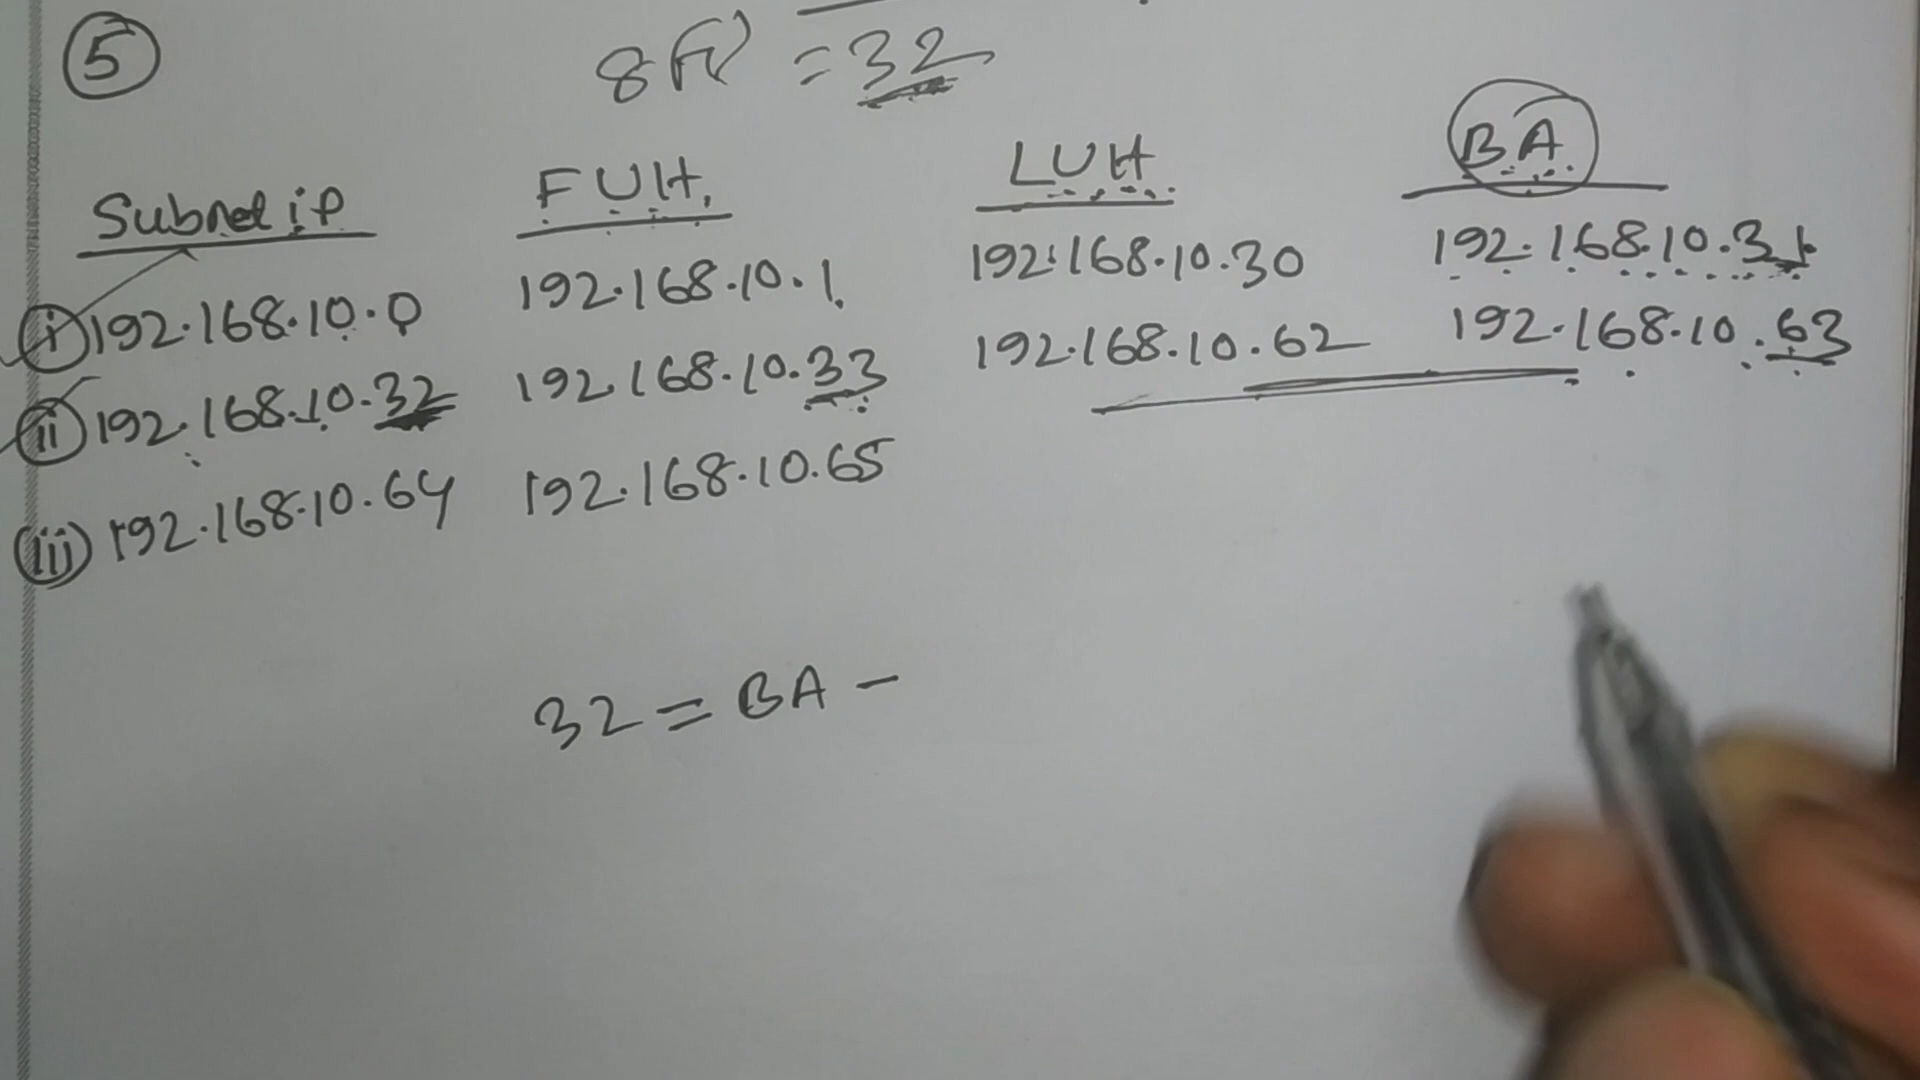 5
= 32
Subnet ip FUH. LUH BA
i 192.168.10.0 192.168.10.1 192.168.10.30 192.168.10.31
ii 192.168.10.32 192.168.10.33 192.168.10.62 192.168.10.63
(iii) 192.168.10.64 192.168.10.65
32 = BA -